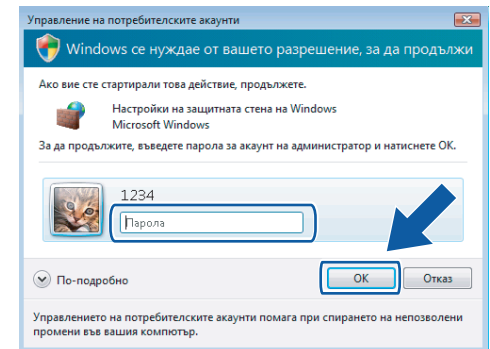 Управление на потребителските акаунти
Windows се нуждае от вашето разрешение, за да продължи
Ако вие сте стартирали това действие, продължете.
Настройки на защитната стена на Windows
Microsoft Windows
За да продължите, въведете парола за акаунт на администратор и натиснете OK.
1234
Парола
По-подробно
OK
Отказ
Управлението на потребителските акаунти помага при спирането на непозволени
промени във вашия компютър.